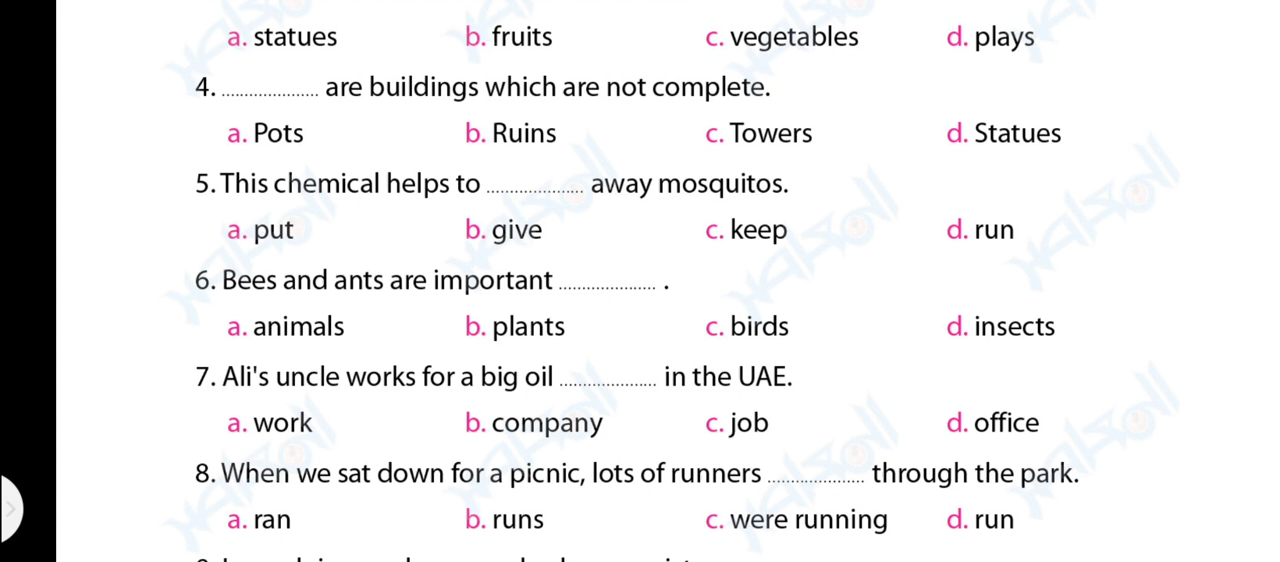 a. statues b. fruits c. vegetables d. plays
4. .................... are buildings which are not complete.
a. Pots b. Ruins c. Towers d. Statues
5. This chemical helps to .................... away mosquitos.
a. put b. give c. keep d. run
6. Bees and ants are important .................... .
a. animals b. plants c. birds d. insects
7. Ali's uncle works for a big oil .................... in the UAE.
a. work b. company c. job d. office
8. When we sat down for a picnic, lots of runners .................... through the park.
a. ran b. runs c. were running d. run